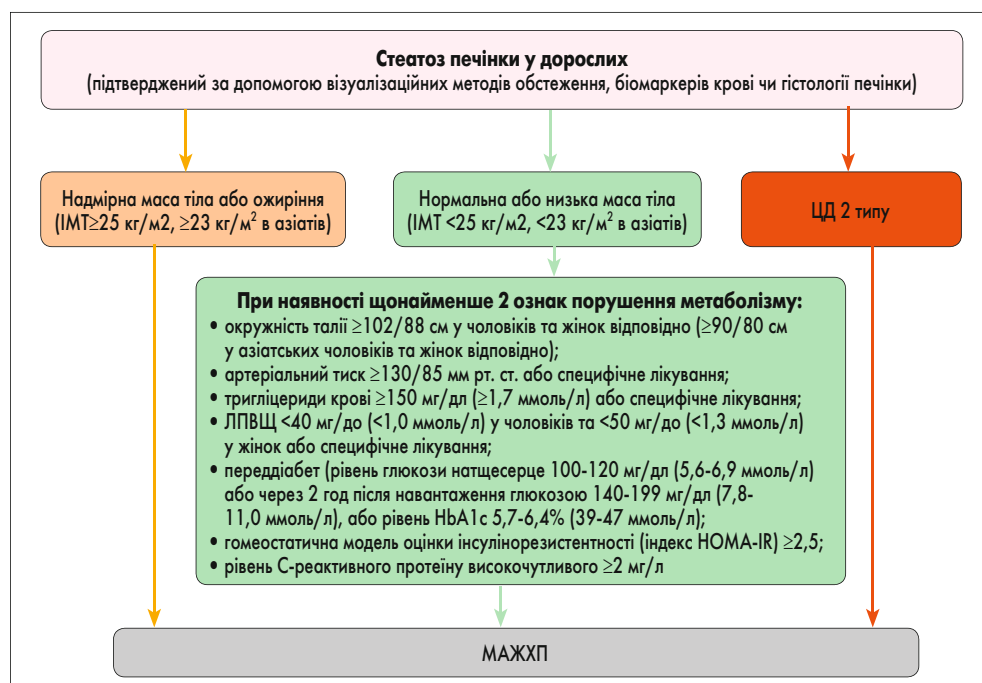 Стеатоз печінки у дорослих
(підтверджений за допомогою візуалізаційних методів обстеження, біомаркерів крові чи гістології печінки)
Надмірна маса тіла або ожиріння
(ІМТ≥25 кг/м2, ≥23 кг/м² в азіатів)
Нормальна або низька маса тіла
(ІМТ <25 кг/м2, <23 кг/м² в азіатів)
ЦД 2 типу
При наявності щонайменше 2 ознак порушення метаболізму:
• окружність талії ≥102/88 см у чоловіків та жінок відповідно (≥90/80 см
у азіатських чоловіків та жінок відповідно);
• артеріальний тиск ≥130/85 мм рт. ст. або специфічне лікування;
• тригліцериди крові ≥150 мг/дл (≥1,7 ммоль/л) або специфічне лікування;
• ЛПВЩ <40 мг/до (<1,0 ммоль/л) у чоловіків та <50 мг/до (<1,3 ммоль/л)
у жінок або специфічне лікування;
• переддіабет (рівень глюкози натщесерце 100-120 мг/дл (5,6-6,9 ммоль/л)
або через 2 год після навантаження глюкозою 140-199 мг/дл (7,8-
11,0 ммоль/л), або рівень HbA1c 5,7-6,4% (39-47 ммоль/л);
• гомеостатична модель оцінки інсулінорезистентності (індекс HOMA-IR) ≥2,5;
• рівень С-реактивного протеїну високочутливого ≥2 мг/л
МАЖХП